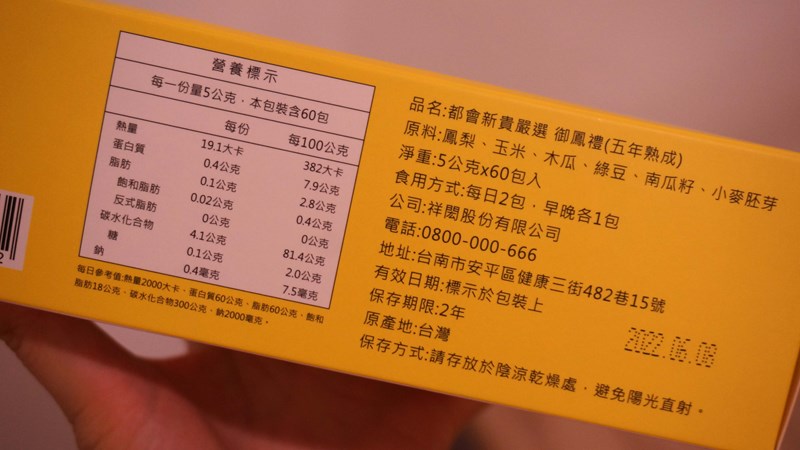 營養標示
每一份量5公克，本包裝含60包
每份 每100公克
熱量 19.1大卡 382大卡
蛋白質 0.4公克 7.9公克
脂肪 0.1公克 2.8公克
飽和脂肪 0.02公克 0.4公克
反式脂肪 0公克 0公克
碳水化合物 4.1公克 81.4公克
糖 0.1公克 2.0公克
鈉 0.4毫克 7.5毫克
每日參考值:熱量2000大卡、蛋白質60公克、脂肪60公克、飽和
脂肪18公克、碳水化合物300公克、鈉2000毫克。
品名:都會新貴嚴選 御鳳禮(五年熟成)
原料:鳳梨、玉米、木瓜、綠豆、南瓜籽、小麥胚芽
淨重:5公克x60包入
食用方式:每日2包，早晚各1包
公司:祥閎股份有限公司
電話:0800-000-666
地址:台南市安平區健康三街482巷15號
有效日期:標示於包裝上
保存期限:2年
原產地:台灣
保存方式:請存放於陰涼乾燥處，避免陽光直射。
2022.06.08
2